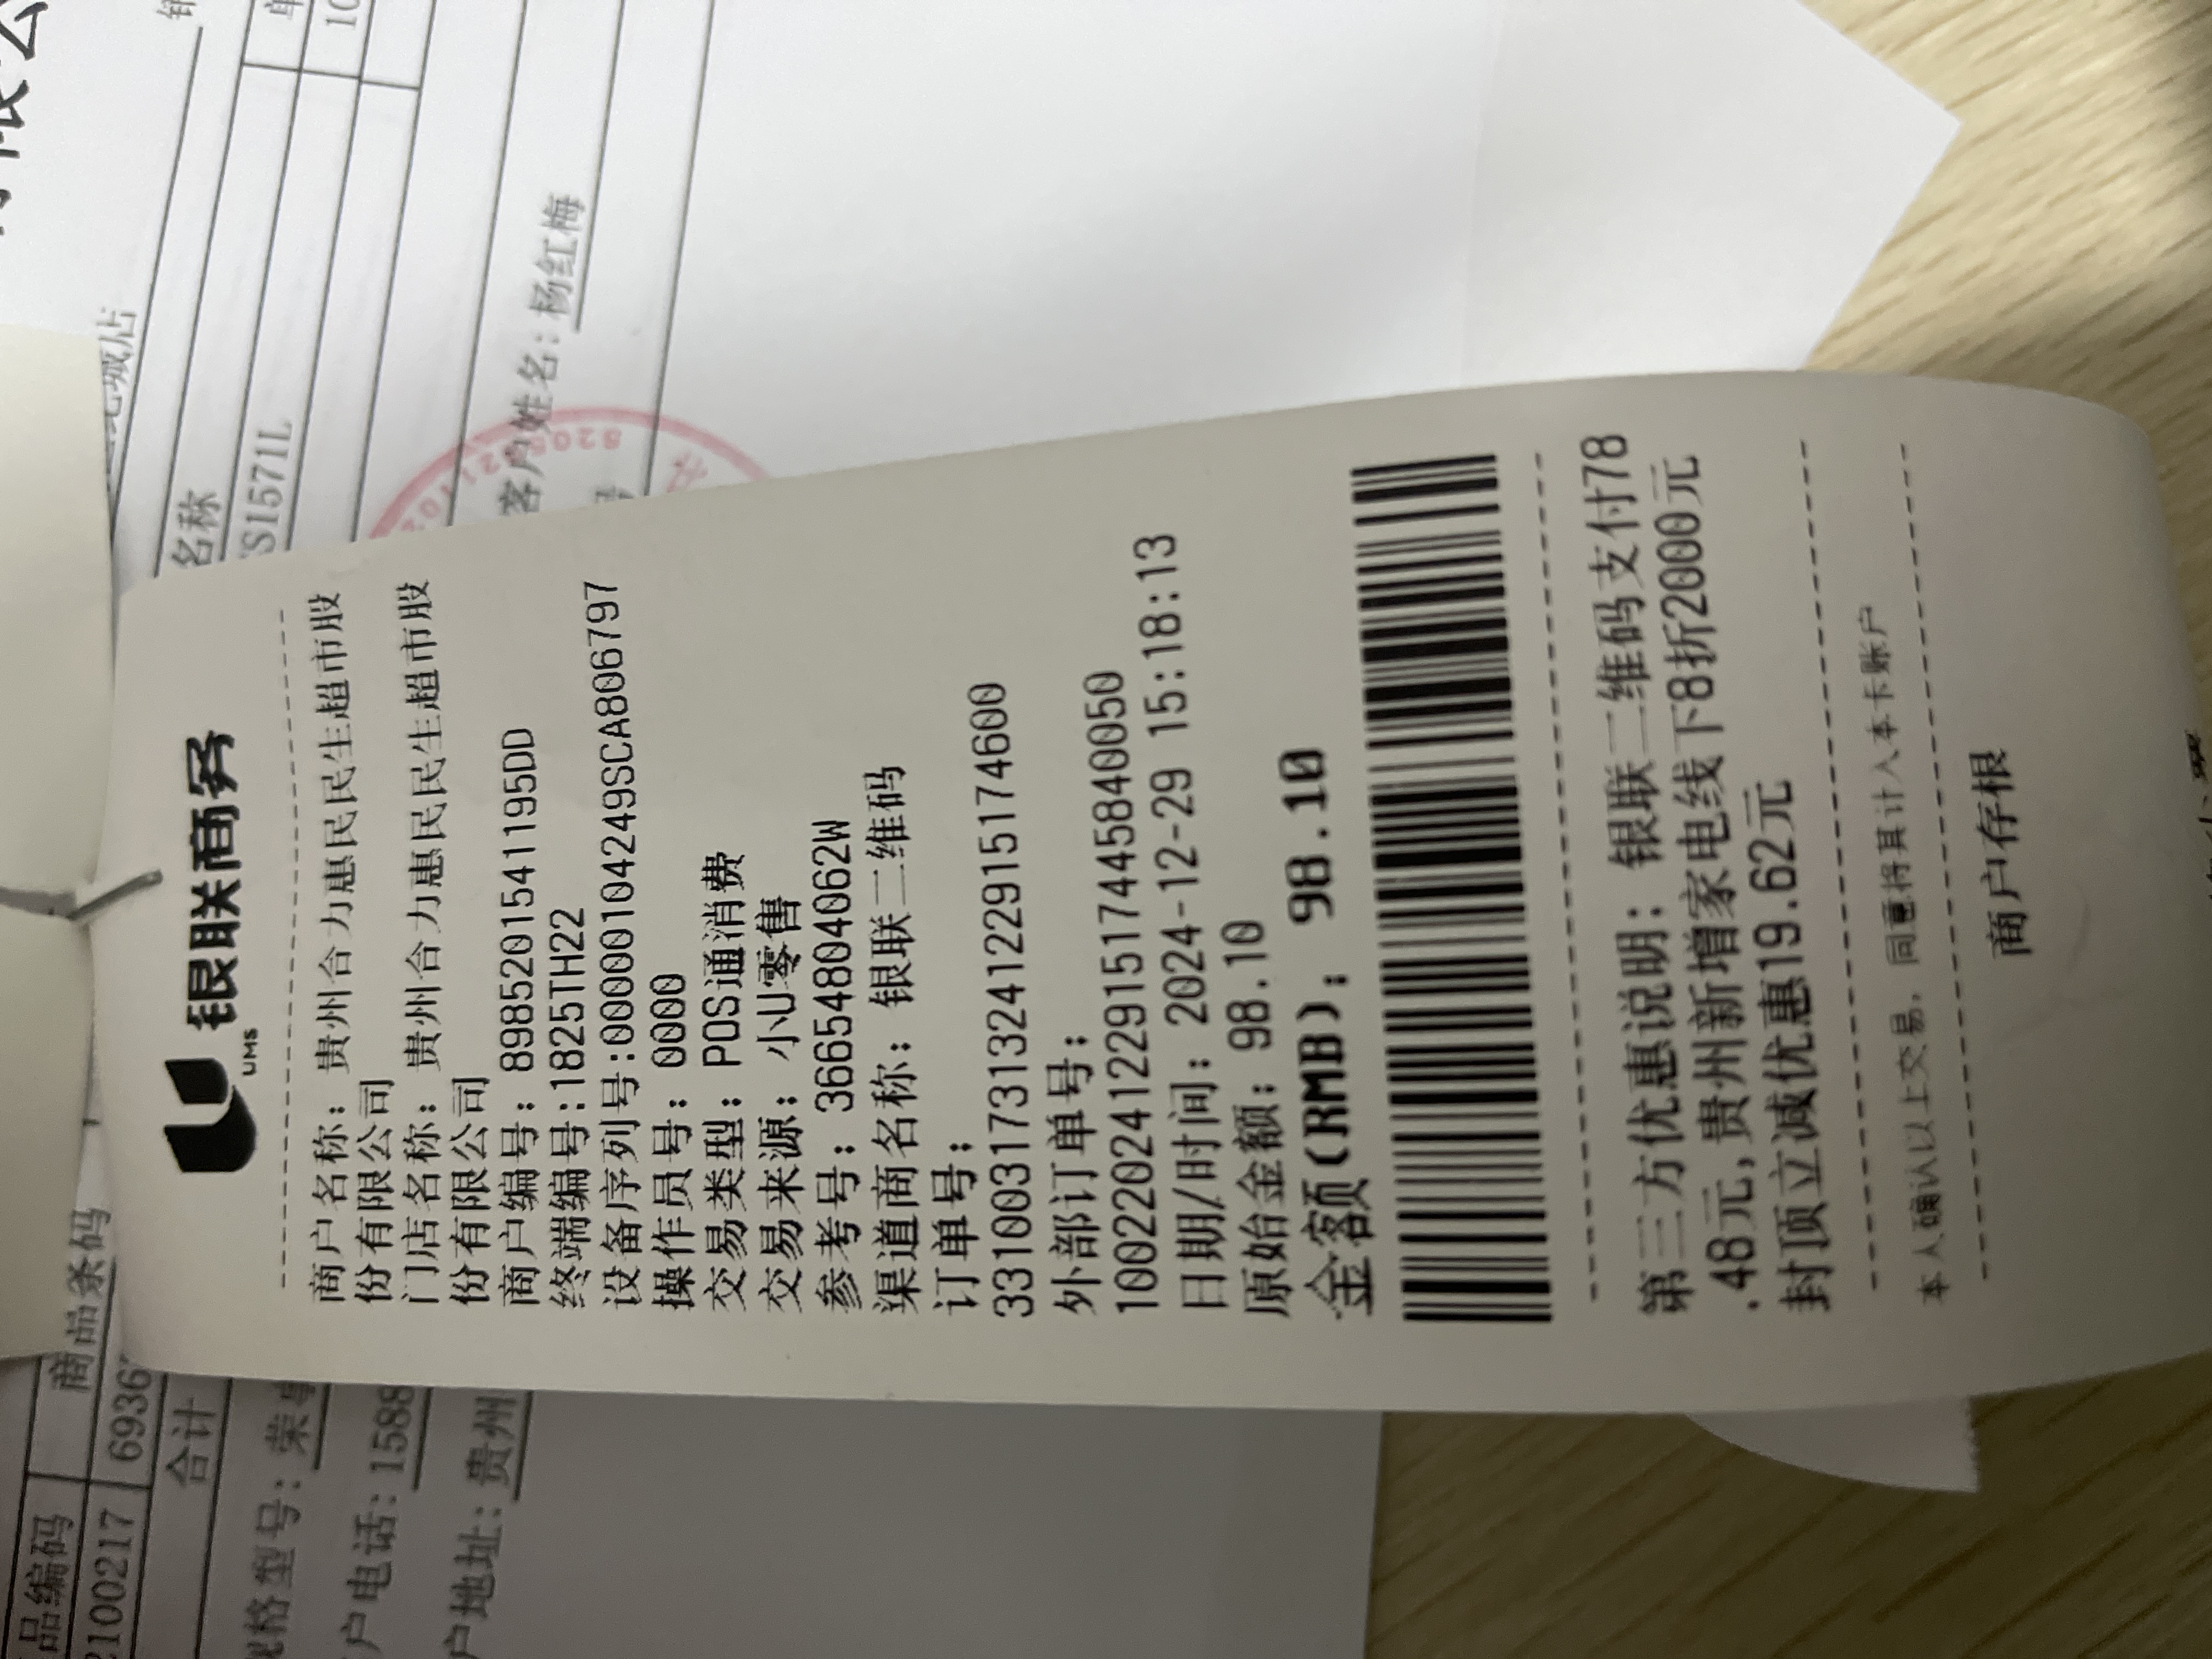 银联商务
UMS
商户名称: 贵州合力惠民民生超市股
份有限公司
门店名称: 贵州合力惠民民生超市股
份有限公司
商户编号: 8985201541195DD
终端编号:1825TH22
设备序列号:00000104249SCA806797
操作员号: 0000
交易类型: POS通消费
交易来源: 小U零售
参考号: 36654804062W
渠道商名称: 银联二维码
订单号:
33100317313241229151744600
外部订单号:
10022202412291517445840050
日期/时间: 2024-12-29 15:18:13
原始金额: 98.10
金额(RMB): 98.10
第三方优惠说明: 银联二维码支付78
.48元,贵州新增家电线下8折2000元
封顶立减优惠19.62元
本人确认以上交易, 同意将其计入本卡账户
商户存根
品编码
商品条码
名称
2100217
6936
S1571L
合计
规格型号:
户电话: 1588
客户姓名: 杨红梅
户地址: 贵州